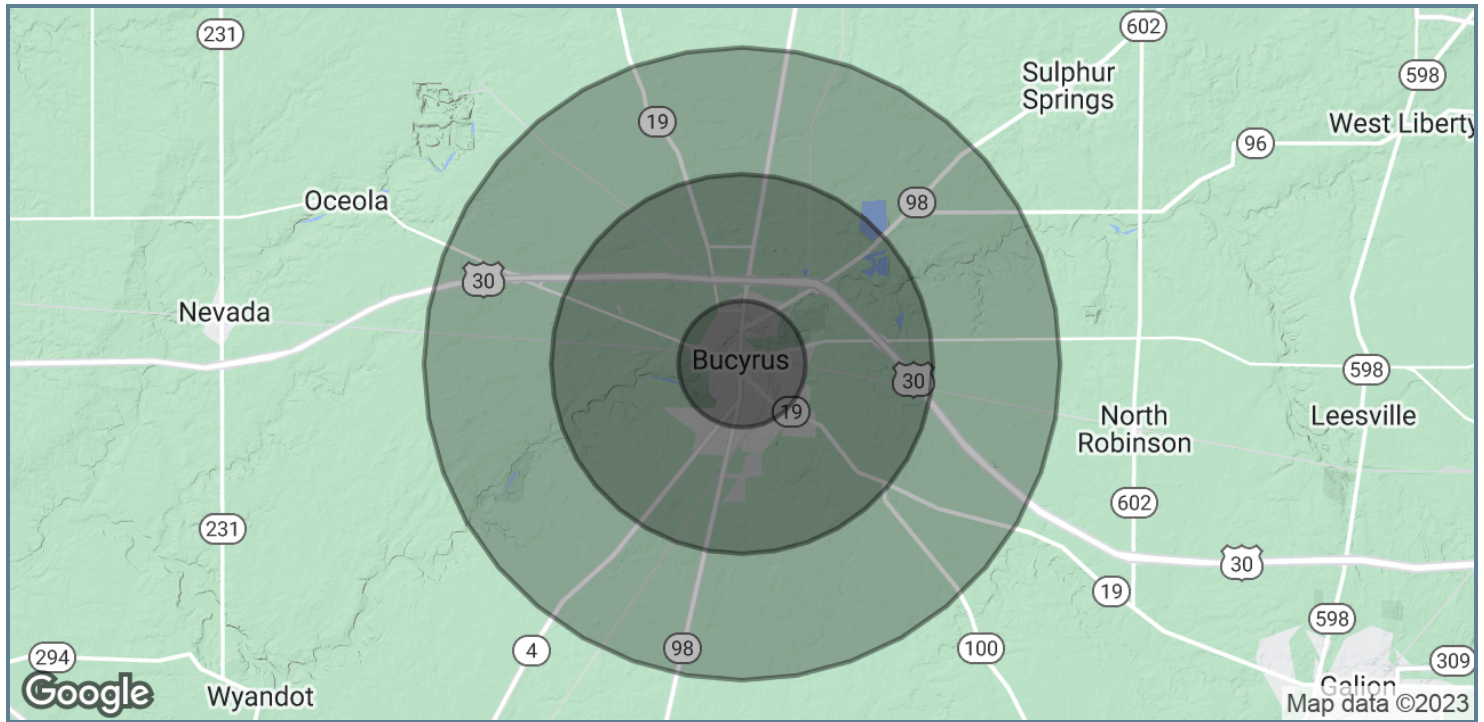 231
602
Sulphur
Springs
598
West Liberty
19
96
Oceola
98
30
Nevada
Bucyrus
30
598
19
North
Robinson
Leesville
602
231
30
19
598
4
98
100
309
294
Galion
Google
Wyandot
Map data ©2023